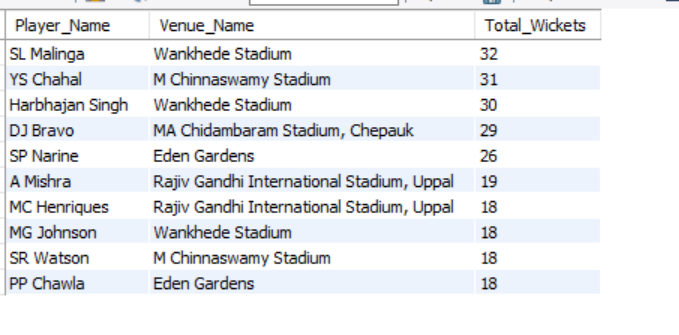 Player_Name Venue_Name Total_Wickets
SL Malinga Wankhede Stadium 32
YS Chahal M Chinnaswamy Stadium 31
Harbhajan Singh Wankhede Stadium 30
DJ Bravo MA Chidambaram Stadium, Chepauk 29
SP Narine Eden Gardens 26
A Mishra Rajiv Gandhi International Stadium, Uppal 19
MC Henriques Rajiv Gandhi International Stadium, Uppal 18
MG Johnson Wankhede Stadium 18
SR Watson M Chinnaswamy Stadium 18
PP Chawla Eden Gardens 18